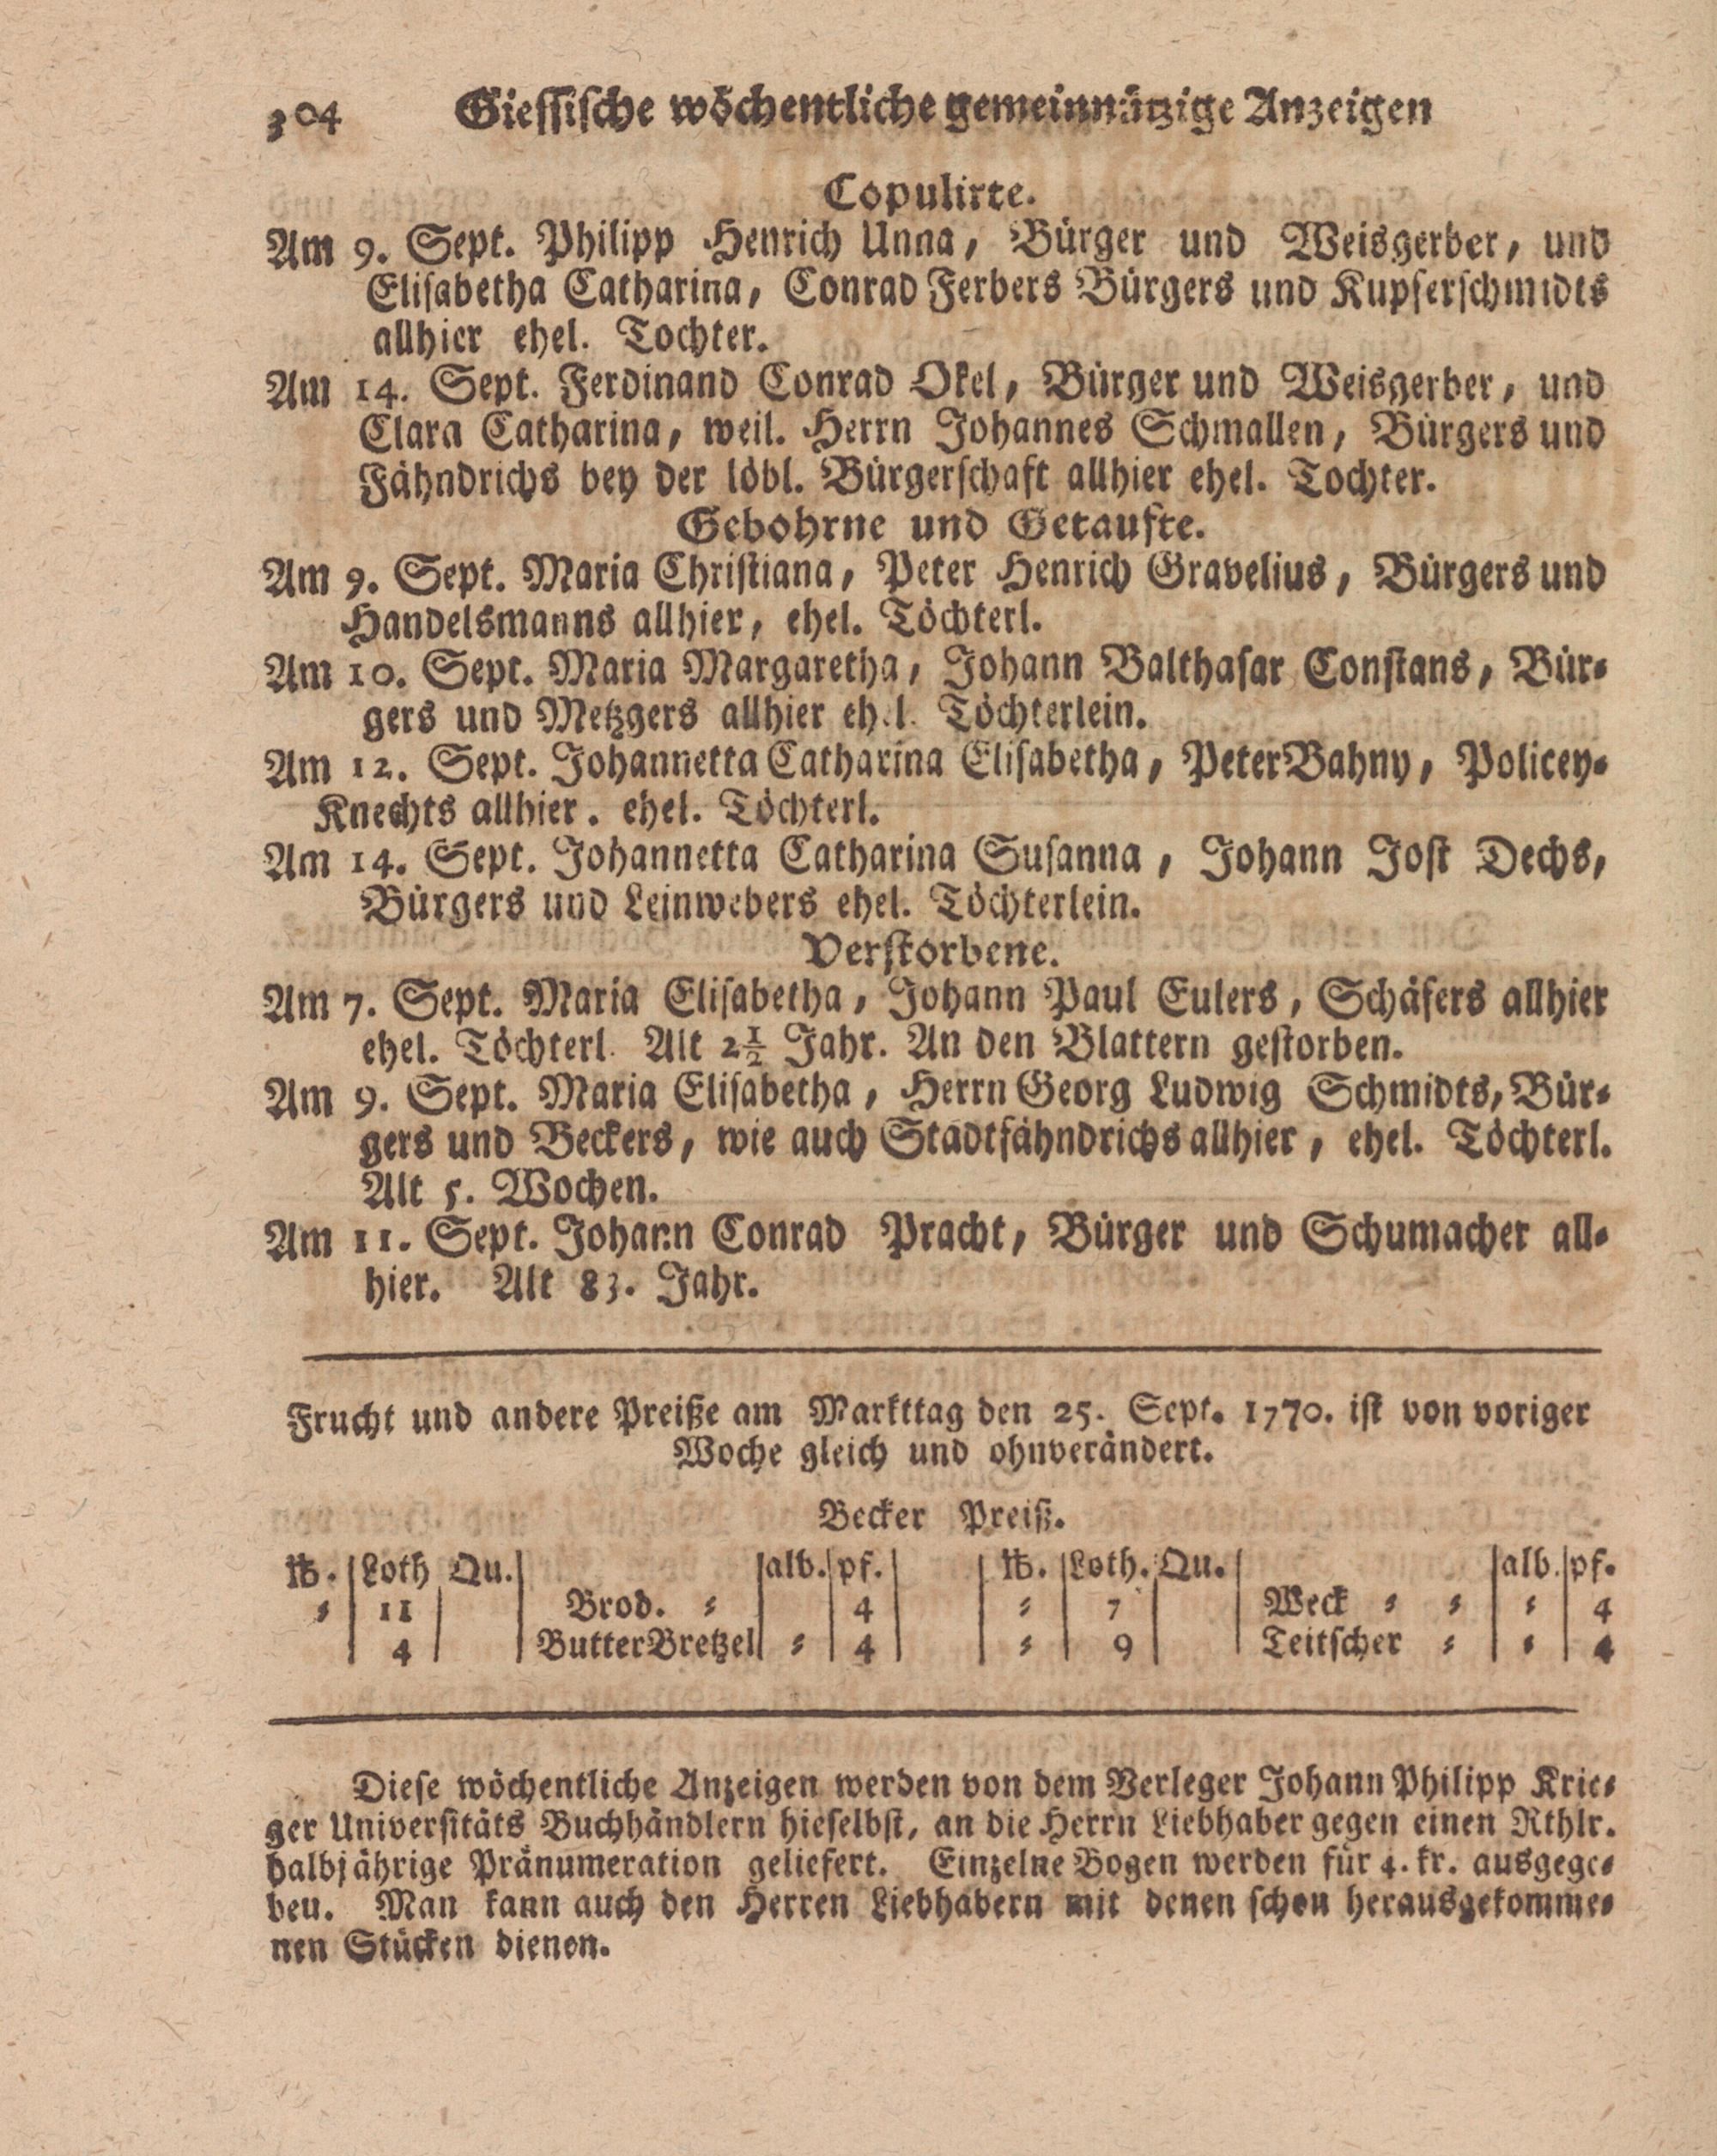 304 Giessische wöchentliche gemeinnützige Anzeigen
Copulirte.
Am 9. Sept. Philipp Henrich Unna, Bürger und Weisgerber, und
Elisabetha Catharina, Conrad Ferbers Bürgers und Kupferschmidts
allhier ehel. Tochter.
Am 14. Sept. Ferdinand Conrad Okel, Bürger und Weisgerber, und
Clara Catharina, weil. Herrn Johannes Schmallen, Bürgers und
Fähndrichs bey der löbl. Bürgerschaft allhier ehel. Tochter.
Gebohrne und Getaufte.
Am 9. Sept. Maria Christiana, Peter Henrich Gravelius, Bürgers und
Handelsmanns allhier, ehel. Töchterl.
Am 10. Sept. Maria Margaretha, Johann Balthasar Constans, Bür-
gers und Metzgers allhier ehel. Töchterlein.
Am 12. Sept. Johannetta Catharina Elisabetha, Peter Bahny, Policey-
Knechts allhier. ehel. Töchterl.
Am 14. Sept. Johannetta Catharina Susanna, Johann Jost Dechs,
Bürgers und Leinwebers ehel. Töchterlein.
Verstorbene.
Am 7. Sept. Maria Elisabetha, Johann Paul Eulers, Schäfers allhier
ehel. Töchterl. Alt 2½ Jahr. An den Blattern gestorben.
Am 9. Sept. Maria Elisabetha, Herrn Georg Ludwig Schmidts, Bür-
gers und Beckers, wie auch Stadtfähndrichs allhier, ehel. Töchterl.
Alt 5. Wochen.
Am 11. Sept. Johann Conrad Pracht, Bürger und Schumacher all-
hier. Alt 83. Jahr.
Frucht und andere Preiße am Markttag den 25. Sept. 1770. ist von voriger
Woche gleich und ohnverändert.
Becker Preiß.
℔. Loth Qu. alb. pf. ℔. Loth. Qu. alb. pf.
- 11 Brod. - 4 - 7 Weck - - - 4
4 Butter Bretzel - 4 - 9 Teitscher - - 4
Diese wöchentliche Anzeigen werden von dem Verleger Johann Philipp Krie-
ger Universitäts Buchhändlern hieselbst, an die Herrn Liebhaber gegen einen Rthlr.
halbjährige Pränumeration geliefert. Einzelne Bogen werden für 4. kr. ausgege-
ben. Man kann auch den Herren Liebhabern mit denen schon herausgekomme-
nen Stücken dienen.